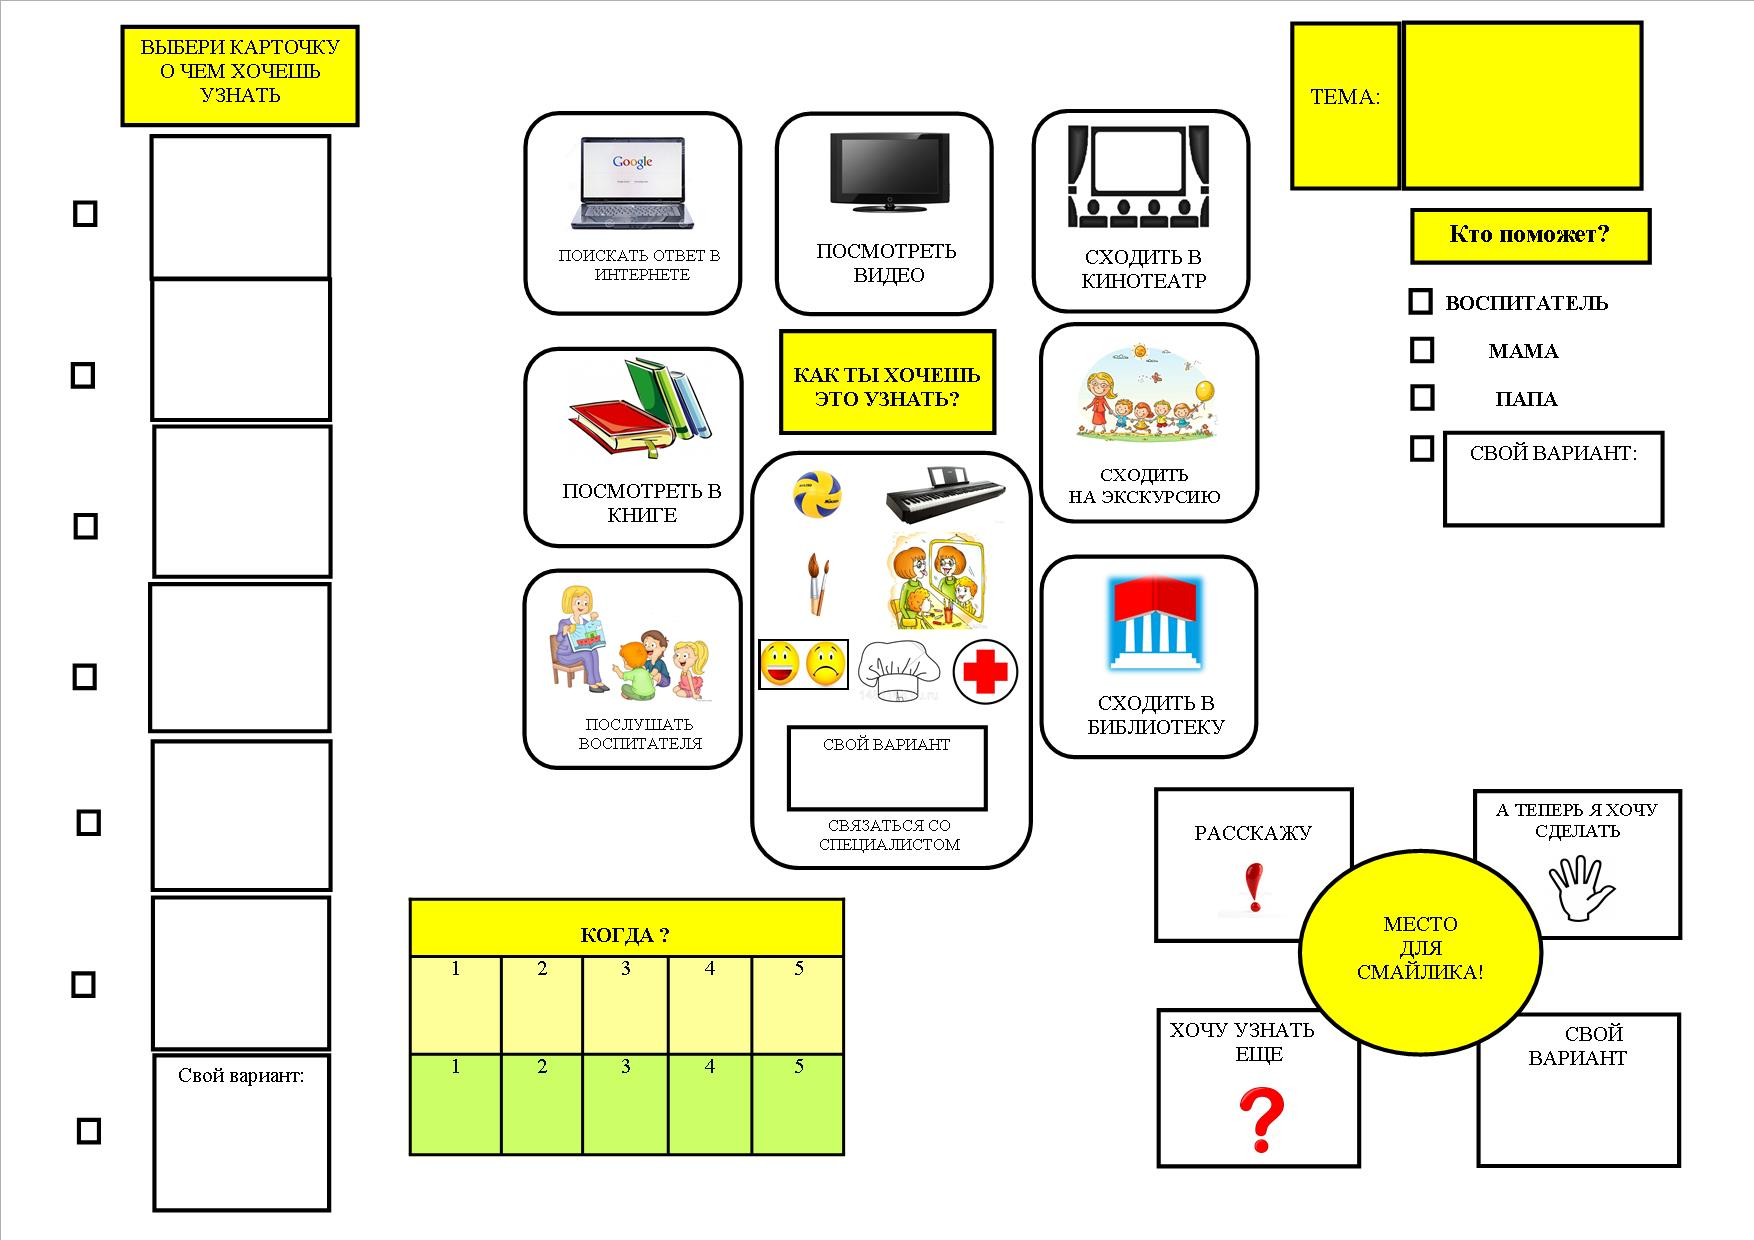 ВЫБЕРИ КАРТОЧКУ
О ЧЕМ ХОЧЕШЬ
УЗНАТЬ
Свой вариант:
Google
ПОИСКАТЬ ОТВЕТ В
ИНТЕРНЕТЕ
ПОСМОТРЕТЬ
ВИДЕО
СХОДИТЬ В
КИНОТЕАТР
ПОСМОТРЕТЬ В
КНИГЕ
КАК ТЫ ХОЧЕШЬ
ЭТО УЗНАТЬ?
СХОДИТЬ
НА ЭКСКУРСИЮ
ПОСЛУШАТЬ
ВОСПИТАТЕЛЯ
СВОЙ ВАРИАНТ
СВЯЗАТЬСЯ СО
СПЕЦИАЛИСТОМ
СХОДИТЬ В
БИБЛИОТЕКУ
КОГДА ?
1 2 3 4 5
1 2 3 4 5
ТЕМА:
Кто поможет?
ВОСПИТАТЕЛЬ
МАМА
ПАПА
СВОЙ ВАРИАНТ:
РАССКАЖУ
А ТЕПЕРЬ Я ХОЧУ
СДЕЛАТЬ
МЕСТО
ДЛЯ
СМАЙЛИКА!
ХОЧУ УЗНАТЬ
ЕЩЕ
СВОЙ
ВАРИАНТ